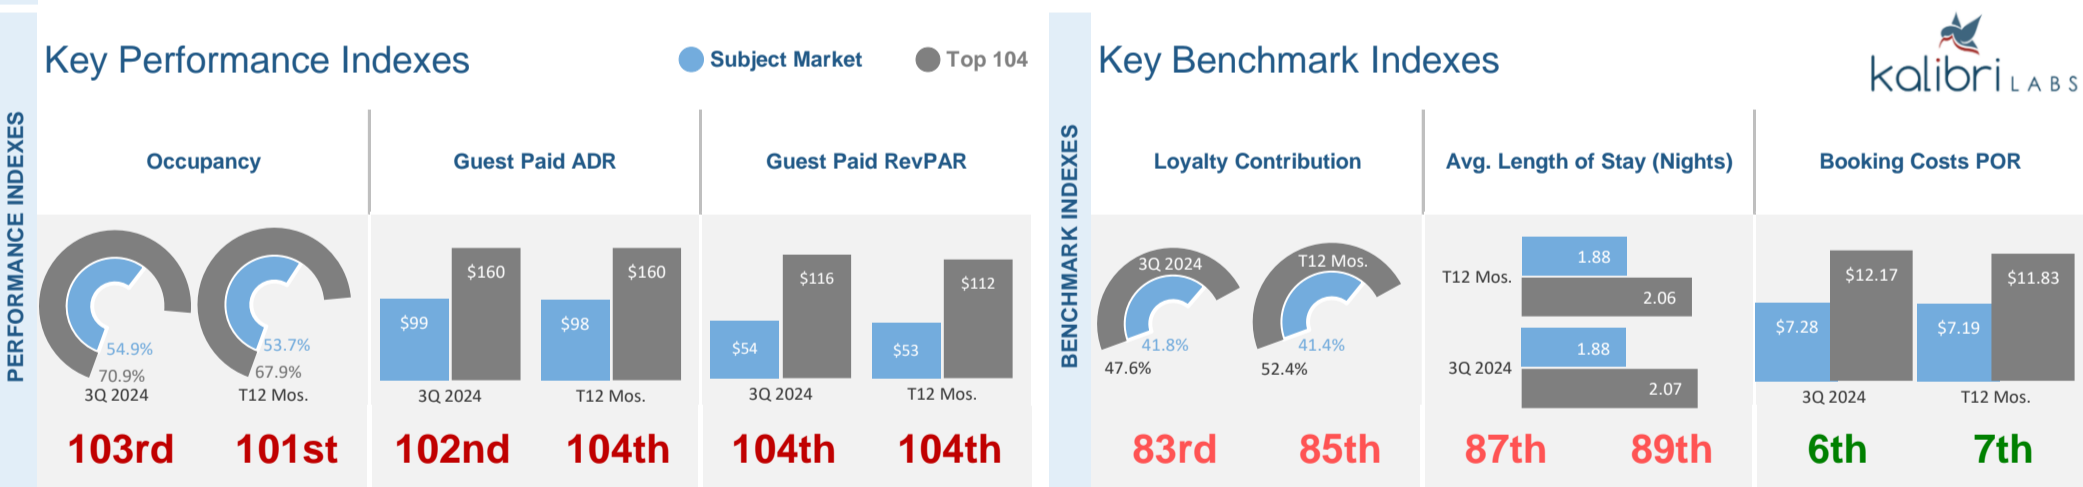 PERFORMANCE INDEXES
Key Performance Indexes
Subject Market
Top 104
Occupancy
Guest Paid ADR
Guest Paid RevPAR
54.9%
70.9%
3Q 2024
53.7%
67.9%
T12 Mos.
$99
$160
3Q 2024
$98
$160
T12 Mos.
$54
$116
3Q 2024
$53
$112
T12 Mos.
103rd
101st
102nd
104th
104th
104th
BENCHMARK INDEXES
Key Benchmark Indexes
kalibri LABS
Loyalty Contribution
Avg. Length of Stay (Nights)
Booking Costs POR
3Q 2024
41.8%
47.6%
T12 Mos.
41.4%
52.4%
T12 Mos.
1.88
2.06
3Q 2024
1.88
2.07
$7.28
$12.17
3Q 2024
$7.19
$11.83
T12 Mos.
83rd
85th
87th
89th
6th
7th